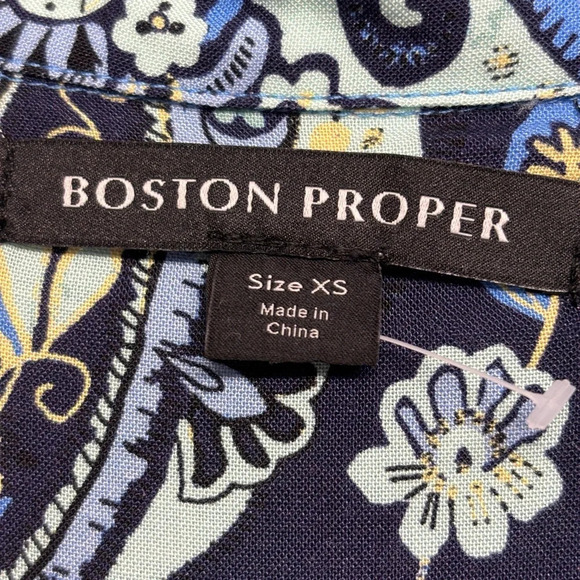 BOSTON PROPER
Size XS
Made in
China